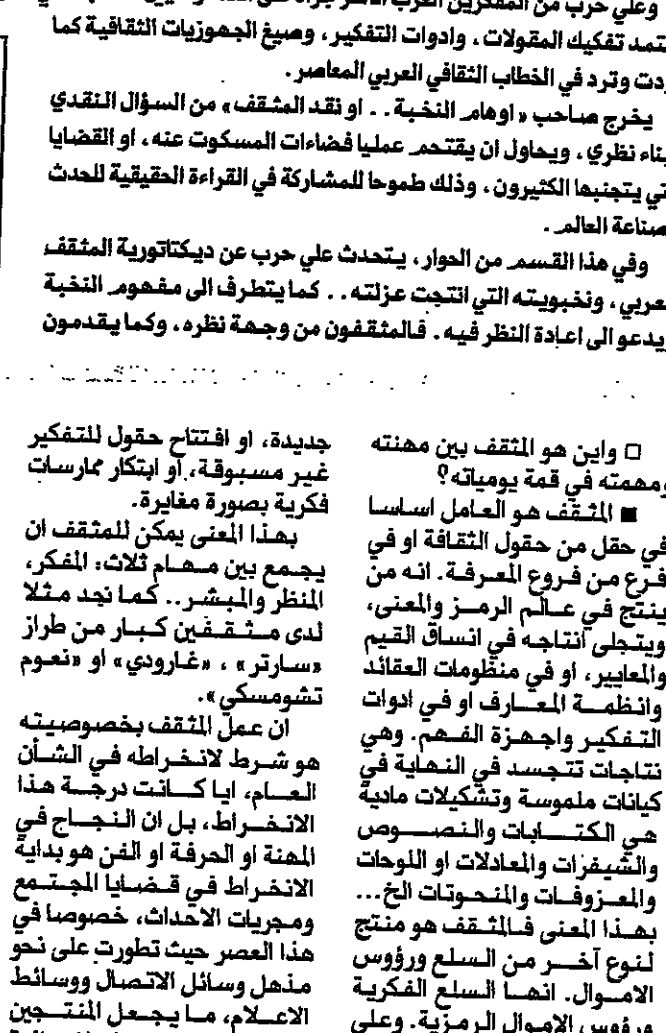 وعلي حرب من المفكرين العرب الاكثر جرأة على
تمد تفكيك المقولات ، وادوات التفكير ، وصيغ الجهوزيات الثقافية كما
ردت وترد في الخطاب الثقافي العربي المعاصر .
يخرج صاحب « اوهام النخبة . . او نقد المثقف » من السؤال النقدي
بناء نظري ، ويحاول ان يقتحم عمليا فضاءات المسكوت عنه ، او القضايا
تي يتجنبها الكثيرون ، وذلك طموحا للمشاركة في القراءة الحقيقية للحدث
صناعة العالم .
وفي هذا القسم من الحوار ، يتحدث علي حرب عن ديكتاتورية المثقف
عربي ، ونخبويته التي انتجت عزلته . . كما يتطرف الى مفهوم النخبة
يدعو الى اعادة النظر فيه . فالمثقفون من وجهة نظره ، وكما يقدمون
□ واين هو المثقف بين مهنته
ومهمته في قمة يومياته؟
■ المثقف هو العامل اساسا
في حقل من حقول الثقافة او في
فرع من فروع المعرفة. انه من
ينتج في عالم الرمز والمعنى،
ويتجلى انتاجه في انساق القيم
والمعايير، او في منظومات العقائد
وانظمة المعارف او في ادوات
التفكير واجهزة الفهم. وهي
نتاجات تتجسد في النهاية في
كيانات ملموسة وتشكيلات مادية
هي الكتابات والنصوص
والشيفرات والمعادلات او اللوحات
والمعزوفات والمنحوتات الخ...
بهذا المعنى فالمثقف هو منتج
لنوع آخر من السلع ورؤوس
الاموال. انها السلع الفكرية
ورؤوس الاموال الرمزية. وعلى
جديدة، او افتتاح حقول للتفكير
غير مسبوقة، او ابتكار ممارسات
فكرية بصورة مغايرة.
بهذا المعنى يمكن للمثقف ان
يجمع بين مهام ثلاث: المفكر،
المنظر والمبشر.. كما نجد مثلا
لدى مثقفين كبار من طراز
«سارتر» ، «غارودي» او «نعوم
تشومسكي».
ان عمل المثقف بخصوصيته
هو شرط لانخراطه في الشأن
العام، ايا كانت درجة هذا
الانخراط، بل ان النجاح في
المهنة او الحرفة او الفن هو بداية
الانخراط في قضايا المجتمع
ومجريات الاحداث، خصوصا في
هذا العصر حيث تطورت على نحو
مذهل وسائل الاتصال ووسائط
الاعلام، ما يجعل المنتجين